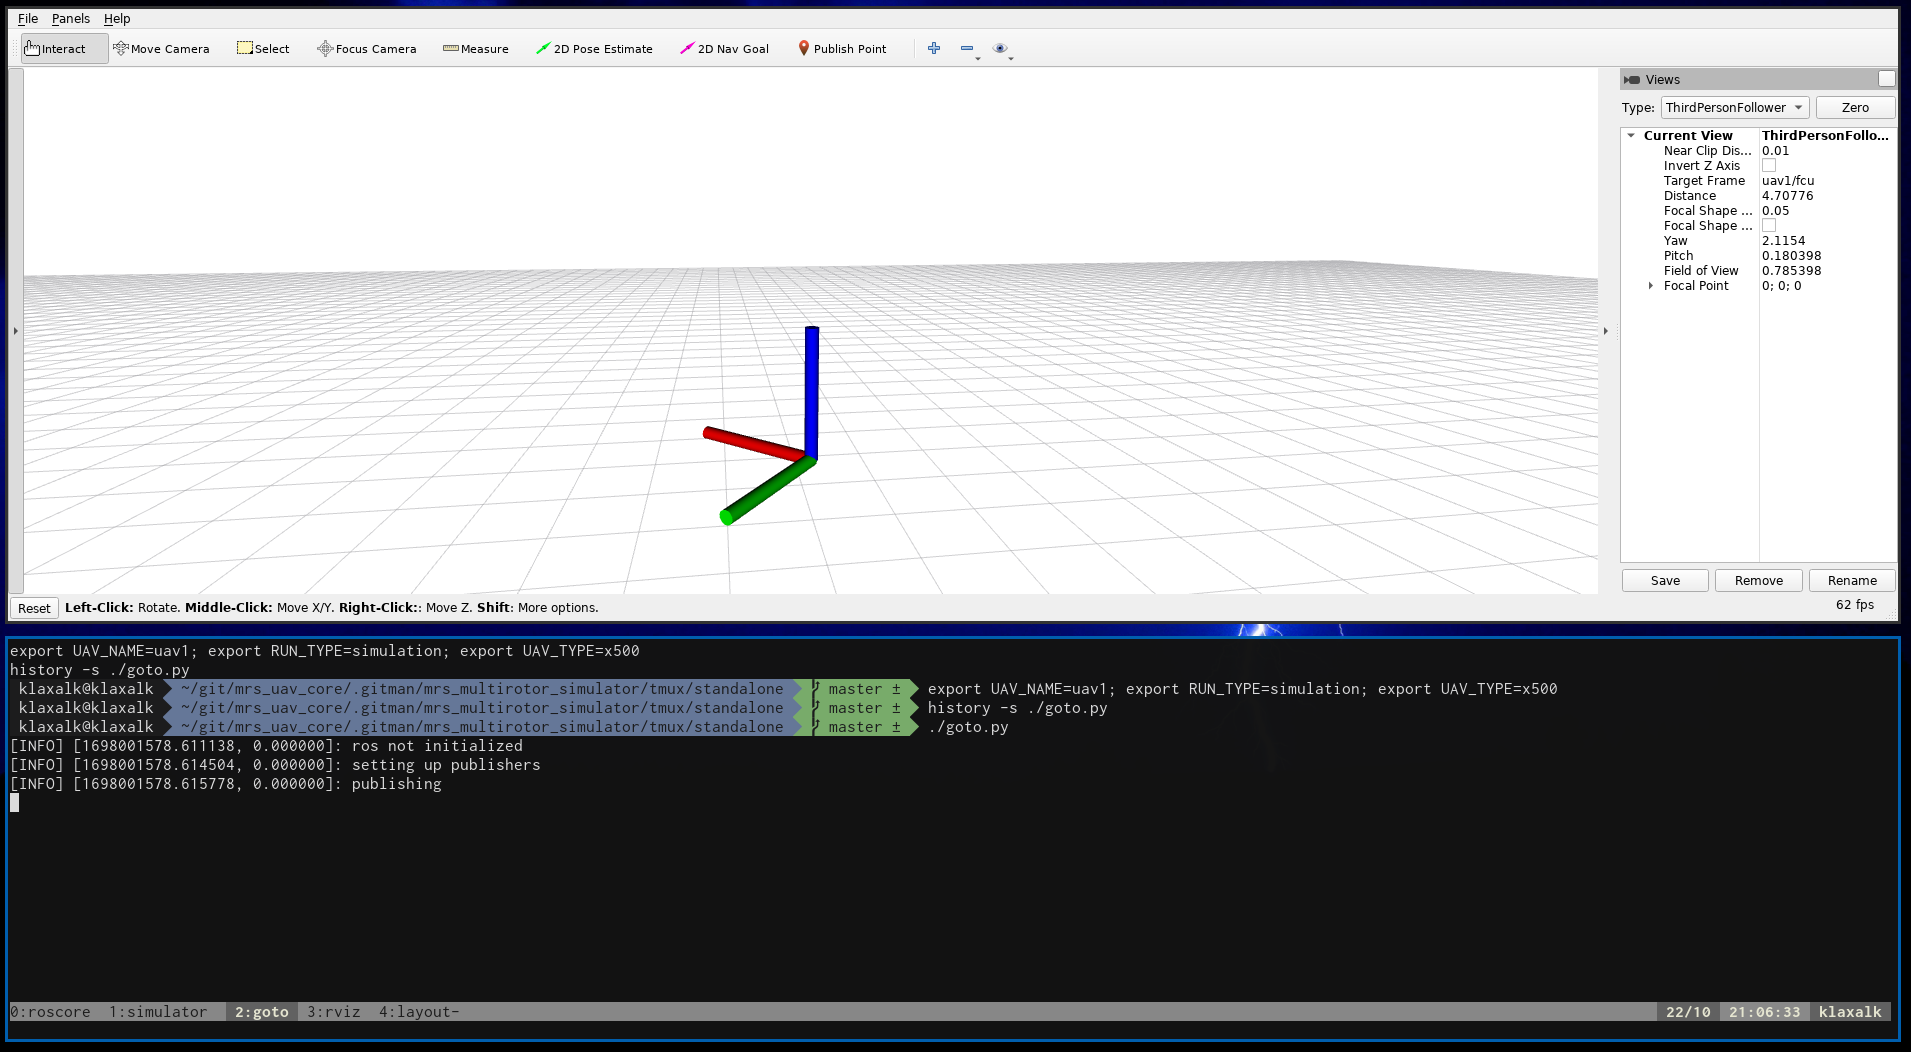 File Panels Help
Interact Move Camera Select Focus Camera Measure 2D Pose Estimate 2D Nav Goal Publish Point
Views
Type: ThirdPersonFollower Zero
Current View ThirdPersonFollo...
Near Clip Dis... 0.01
Invert Z Axis
Target Frame uav1/fcu
Distance 4.70776
Focal Shape ... 0.05
Focal Shape ...
Yaw 2.1154
Pitch 0.180398
Field of View 0.785398
Focal Point 0; 0; 0
Save Remove Rename
Reset Left-Click: Rotate. Middle-Click: Move X/Y. Right-Click:: Move Z. Shift: More options.
62 fps
export UAV_NAME=uav1; export RUN_TYPE=simulation; export UAV_TYPE=x500
history -s ./goto.py
klaxalk@klaxalk ~/git/mrs_uav_core/.gitman/mrs_multirotor_simulator/tmux/standalone master ± export UAV_NAME=uav1; export RUN_TYPE=simulation; export UAV_TYPE=x500
klaxalk@klaxalk ~/git/mrs_uav_core/.gitman/mrs_multirotor_simulator/tmux/standalone master ± history -s ./goto.py
klaxalk@klaxalk ~/git/mrs_uav_core/.gitman/mrs_multirotor_simulator/tmux/standalone master ± ./goto.py
[INFO] [1698001578.611138, 0.000000]: ros not initialized
[INFO] [1698001578.614504, 0.000000]: setting up publishers
[INFO] [1698001578.615778, 0.000000]: publishing
0:roscore 1:simulator 2:goto 3:rviz 4:layout- 22/10 21:06:33 klaxalk